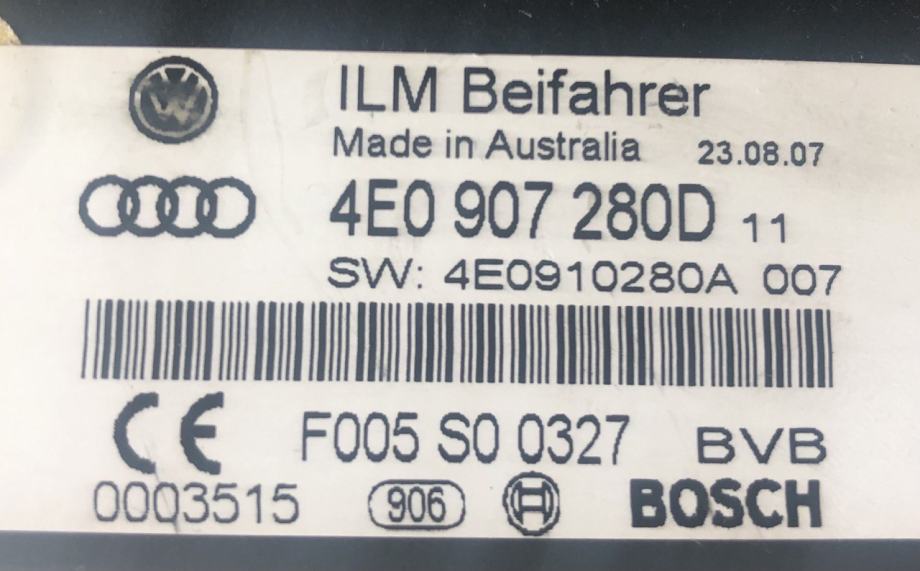 ILM Beifahrer
Made in Australia 23.08.07
4E0 907 280D 11
SW: 4E0910280A 007
CE F005 S0 0327 BVB
0003515 906 BOSCH